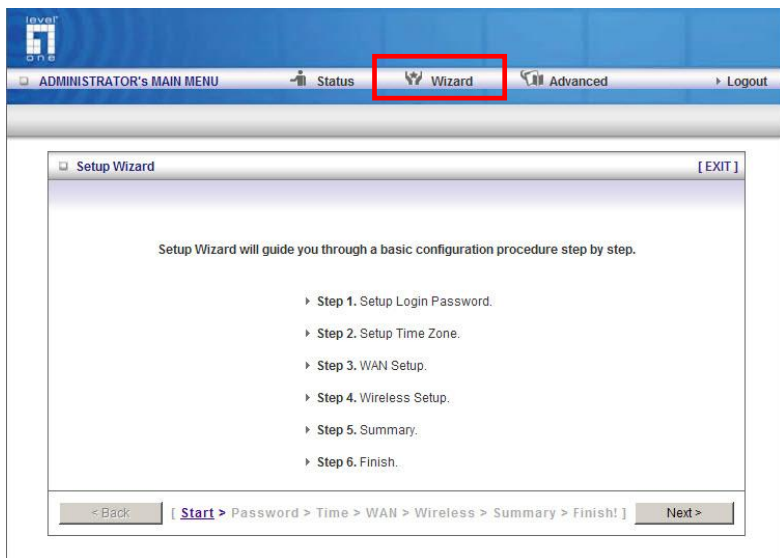 level
one
ADMINISTRATOR's MAIN MENU Status Wizard Advanced Logout
Setup Wizard [ EXIT ]
Setup Wizard will guide you through a basic configuration procedure step by step.
Step 1. Setup Login Password.
Step 2. Setup Time Zone.
Step 3. WAN Setup.
Step 4. Wireless Setup.
Step 5. Summary.
Step 6. Finish.
< Back [ Start > Password > Time > WAN > Wireless > Summary > Finish! ] Next >